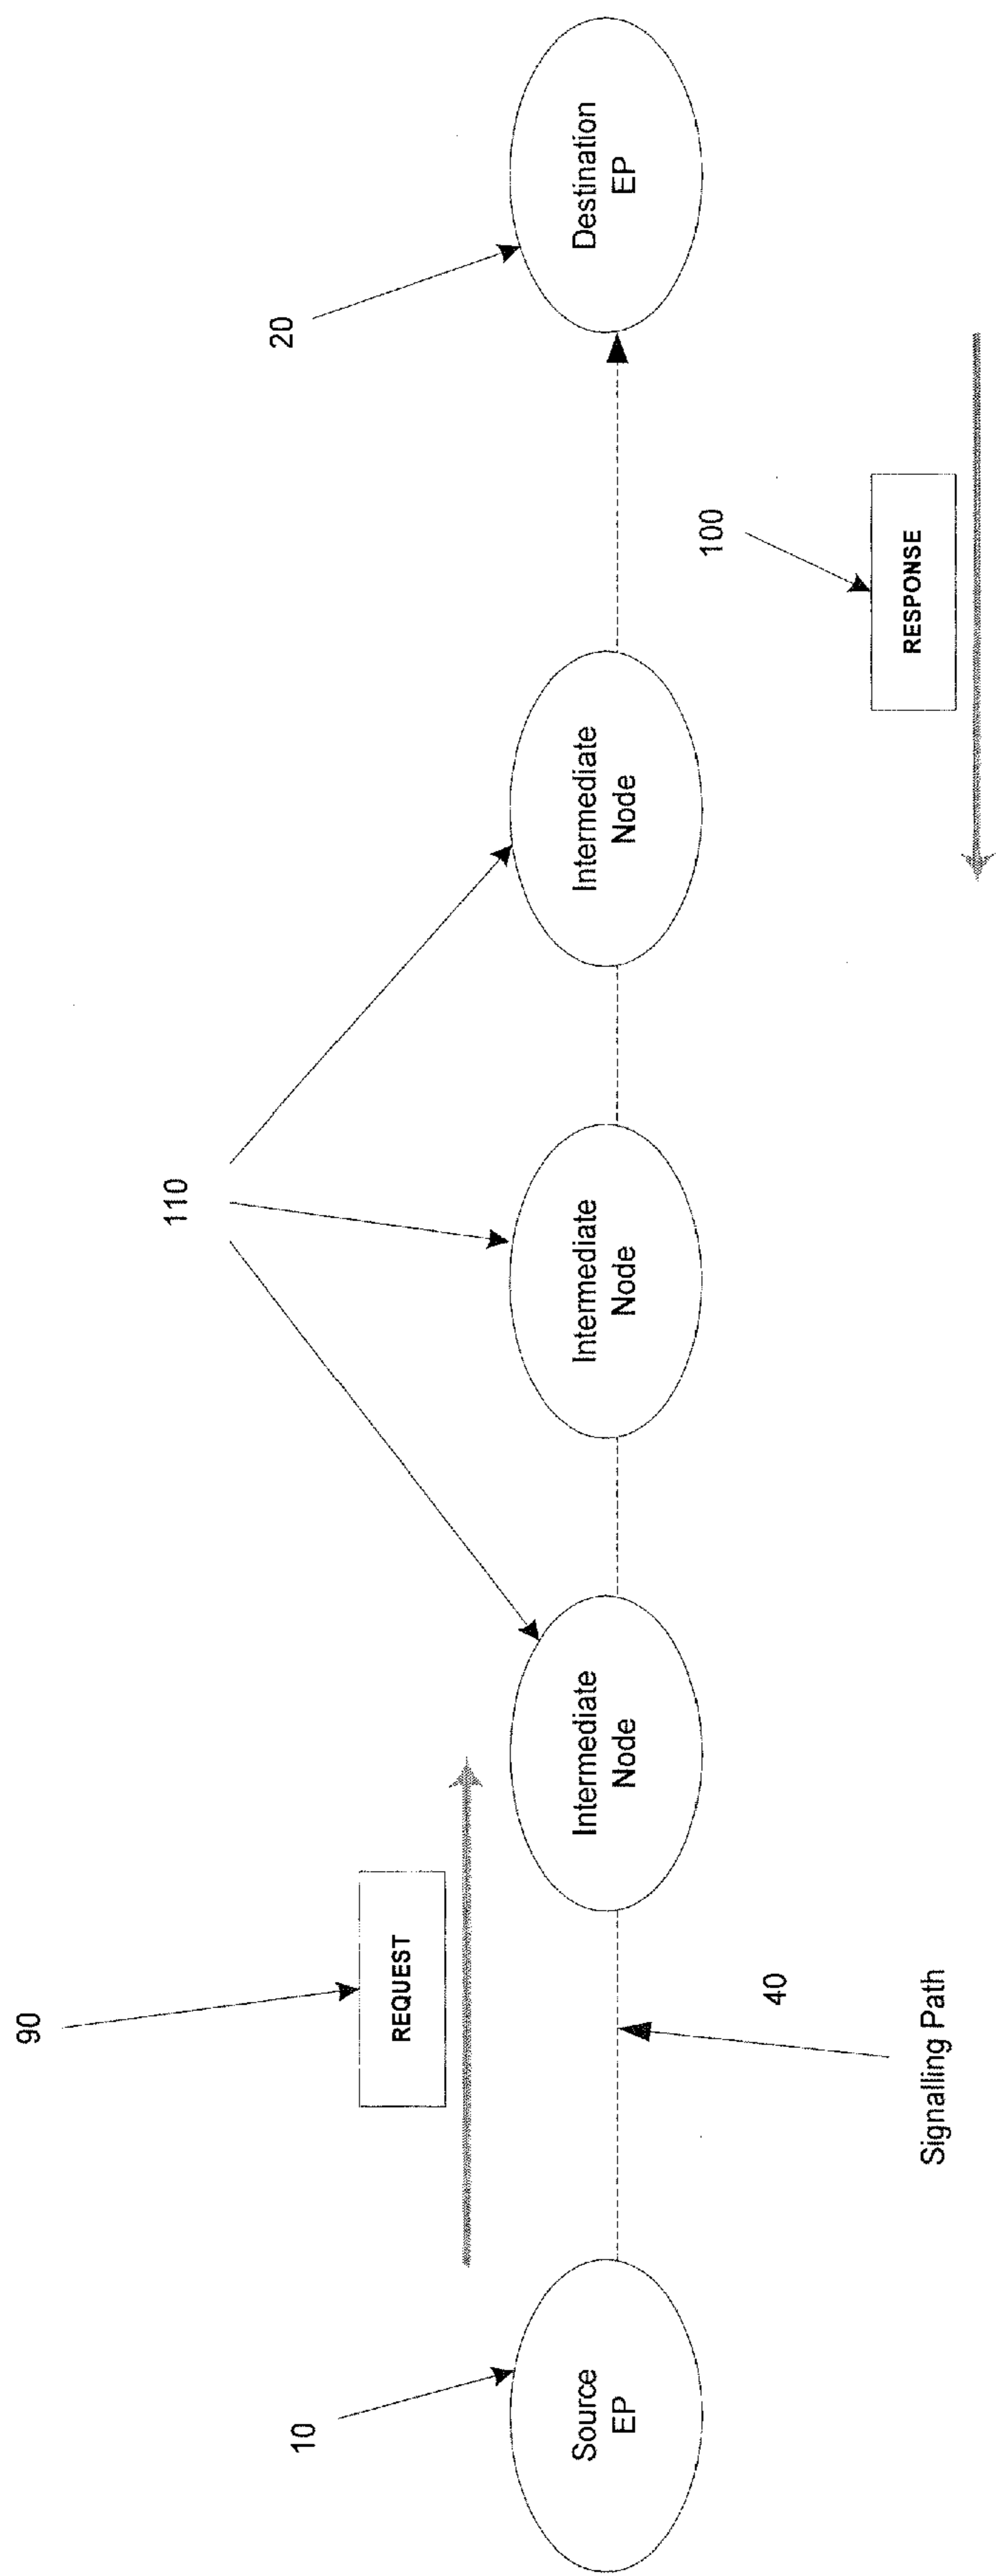 90
110
20
10
REQUEST
Source
EP
Intermediate
Node
Intermediate
Node
Intermediate
Node
Destination
EP
40
100
Signalling Path
RESPONSE